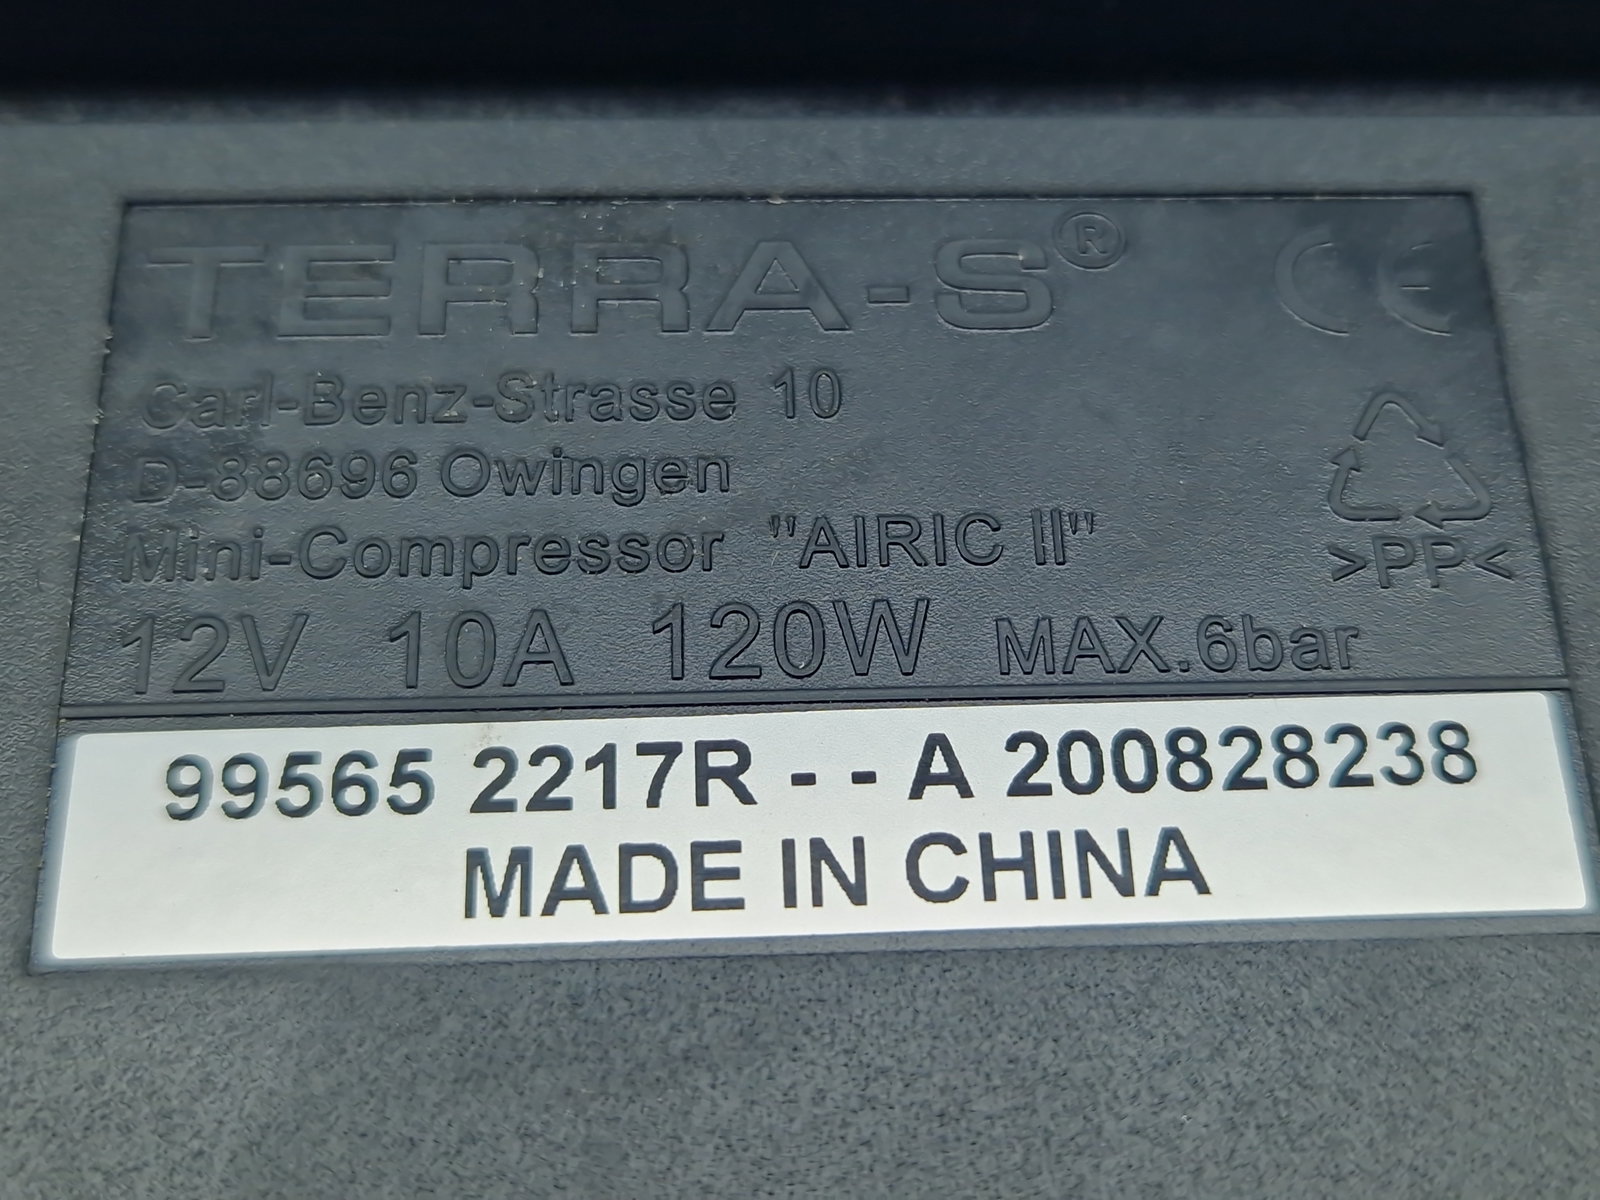 TERRA-S® CE
Carl-Benz-Strasse 10
D-88696 Owingen
Mini-Compressor "AIRIC II"
>PP<
12V 10A 120W MAX.6bar
99565 2217R - - A 200828238
MADE IN CHINA